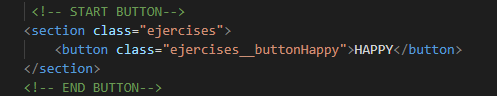 <!-- START BUTTON-->
<section class="ejercises">
<button class="ejercises__buttonHappy">HAPPY</button>
</section>
<!-- END BUTTON-->